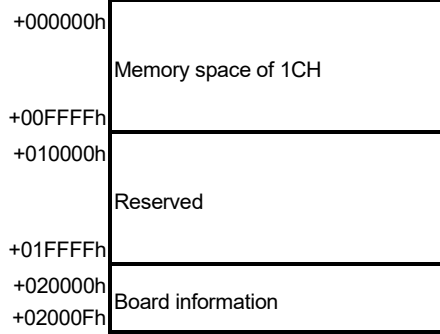 +000000h
Memory space of 1CH
+00FFFFh
+010000h
Reserved
+01FFFFh
+020000h
Board information
+02000Fh